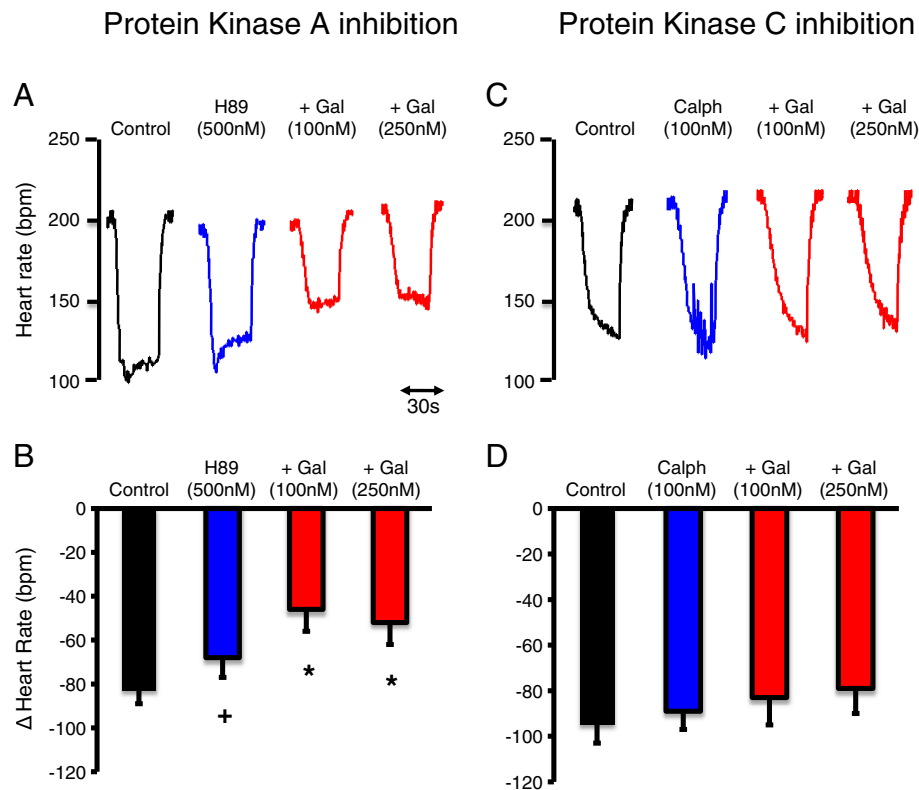 Protein Kinase A inhibition
Protein Kinase C inhibition
A
Control
H89
(500nM)
+ Gal
(100nM)
+ Gal
(250nM)
250
200
150
100
Heart rate (bpm)
30s
C
Control
Calph
(100nM)
+ Gal
(100nM)
+ Gal
(250nM)
250
200
150
100
B
Control
H89
(500nM)
+ Gal
(100nM)
+ Gal
(250nM)
0
-20
-40
-60
-80
-100
-120
Δ Heart Rate (bpm)
+
*
*
D
Control
Calph
(100nM)
+ Gal
(100nM)
+ Gal
(250nM)
0
-20
-40
-60
-80
-100
-120